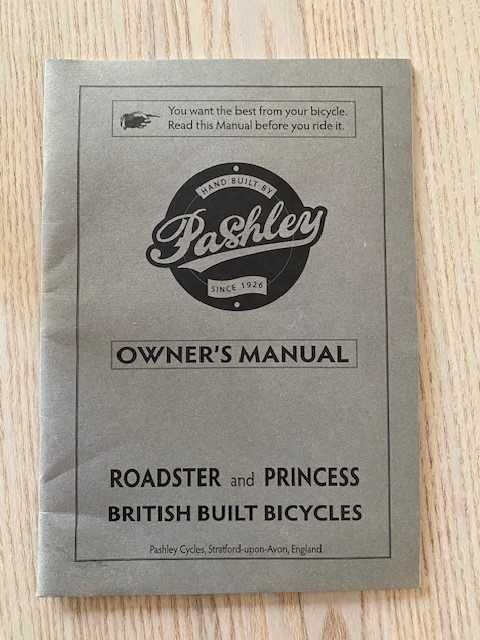 You want the best from your bicycle.
Read this Manual before you ride it.
HAND BUILT BY
Pashley
SINCE 1926
OWNER'S MANUAL
ROADSTER and PRINCESS
BRITISH BUILT BICYCLES
Pashley Cycles, Stratford-upon-Avon, England.